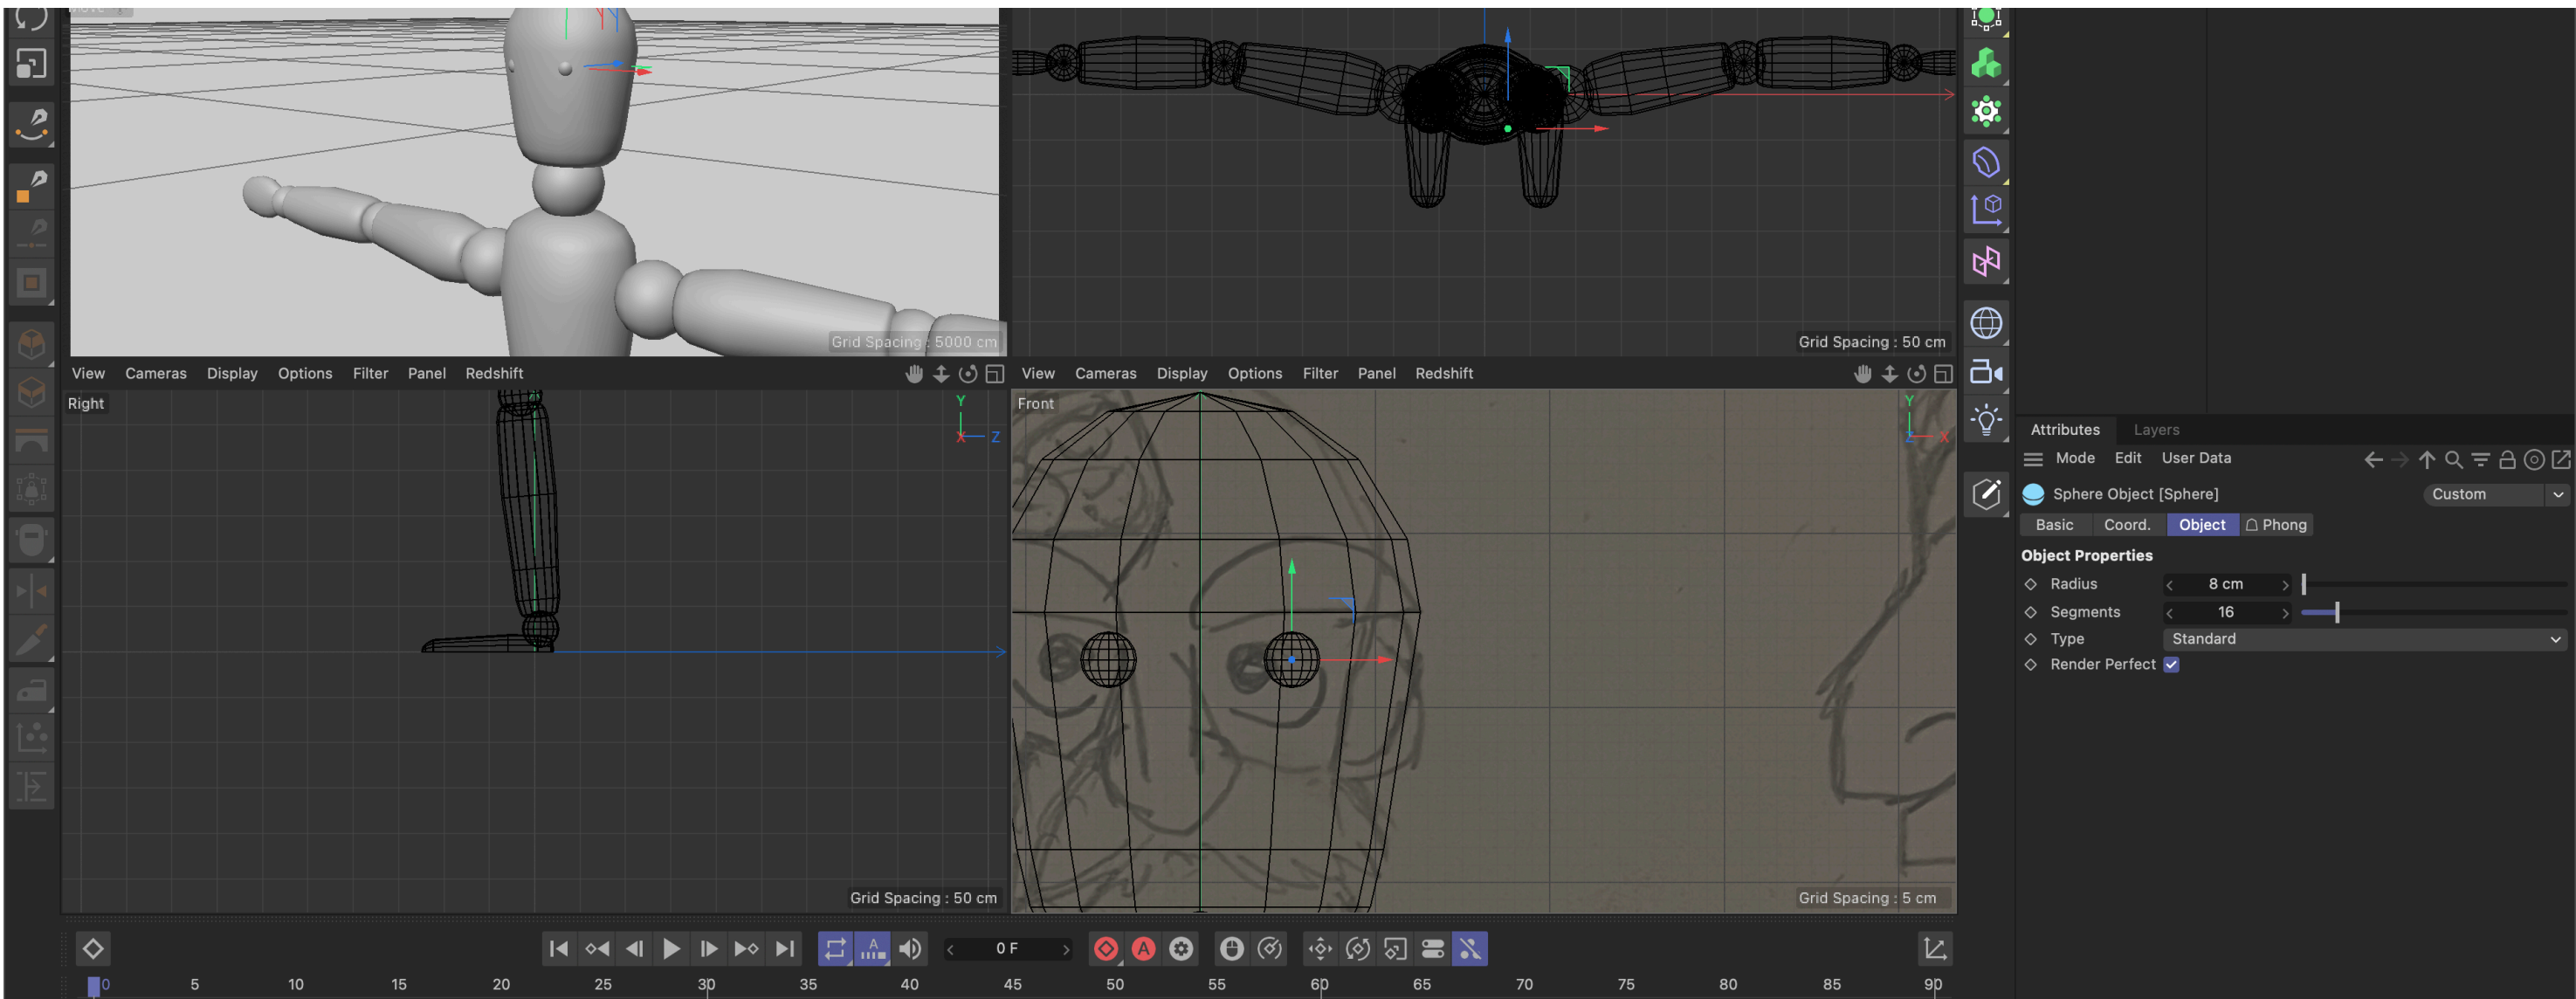 Move
Grid Spacing : 5000 cm
Grid Spacing : 50 cm
View Cameras Display Options Filter Panel Redshift
View Cameras Display Options Filter Panel Redshift
Right
Y
X Z
Grid Spacing : 50 cm
Front
Y
Z X
Grid Spacing : 5 cm
Attributes Layers
Mode Edit User Data
Sphere Object [Sphere]
Custom
Basic Coord. Object Phong
Object Properties
Radius 8 cm
Segments 16
Type Standard
Render Perfect
A
0 F
A
0 5 10 15 20 25 30 35 40 45 50 55 60 65 70 75 80 85 90